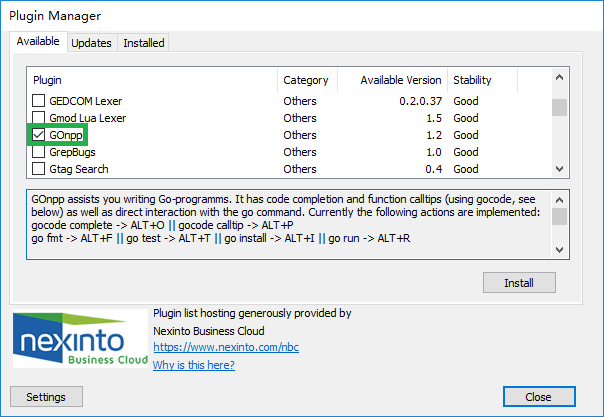 Plugin Manager
Available Updates Installed
Plugin Category Available Version Stability
GEDCOM Lexer Others 0.2.0.37 Good
Gmod Lua Lexer Others 1.5 Good
GOnpp Others 1.2 Good
GrepBugs Others 1.0 Good
Gtag Search Others 0.4 Good
GOnpp assists you writing Go-programms. It has code completion and function calltips (using gocode, see
below) as well as direct interaction with the go command. Currently the following actions are implemented:
gocode complete -> ALT+O || gocode calltip -> ALT+P
go fmt -> ALT+F || go test -> ALT+T || go install -> ALT+I || go run -> ALT+R
Install
nexinto
Business Cloud
Plugin list hosting generously provided by
Nexinto Business Cloud
https://www.nexinto.com/nbc
Why is this here?
Settings Close